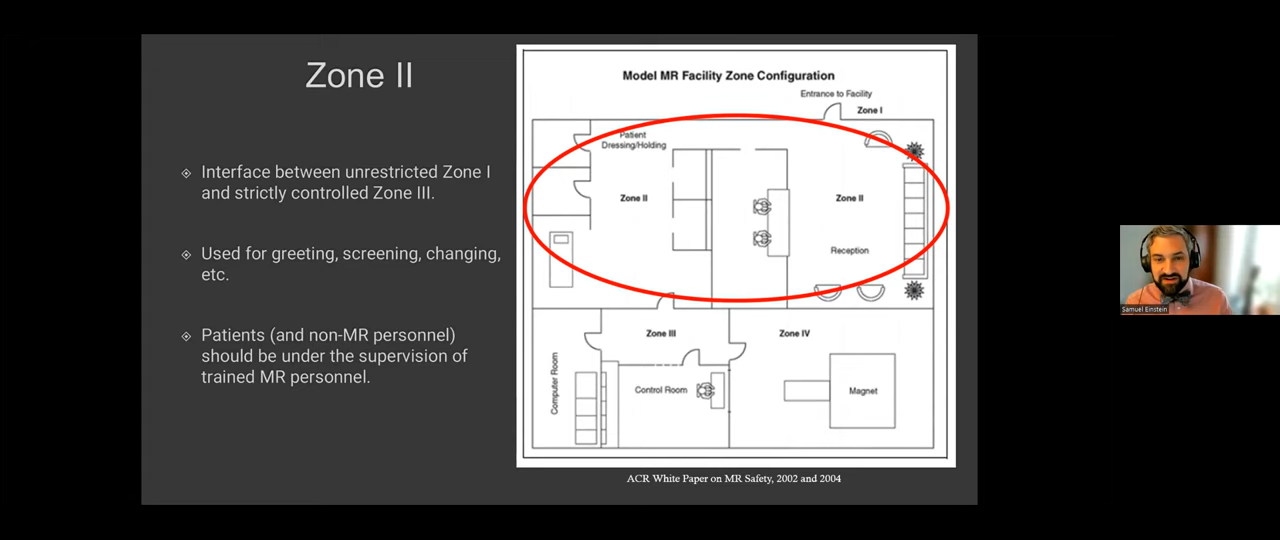 Zone II
Interface between unrestricted Zone I
and strictly controlled Zone III.
Used for greeting, screening, changing,
etc.
Patients (and non-MR personnel)
should be under the supervision of
trained MR personnel.
Model MR Facility Zone Configuration
Entrance to Facility
Zone I
Patient
Dressing/Holding
Zone II
Zone II
Reception
Zone III
Zone IV
Computer Room
Control Room
Magnet
ACR White Paper on MR Safety, 2002 and 2004
Samuel Einstein